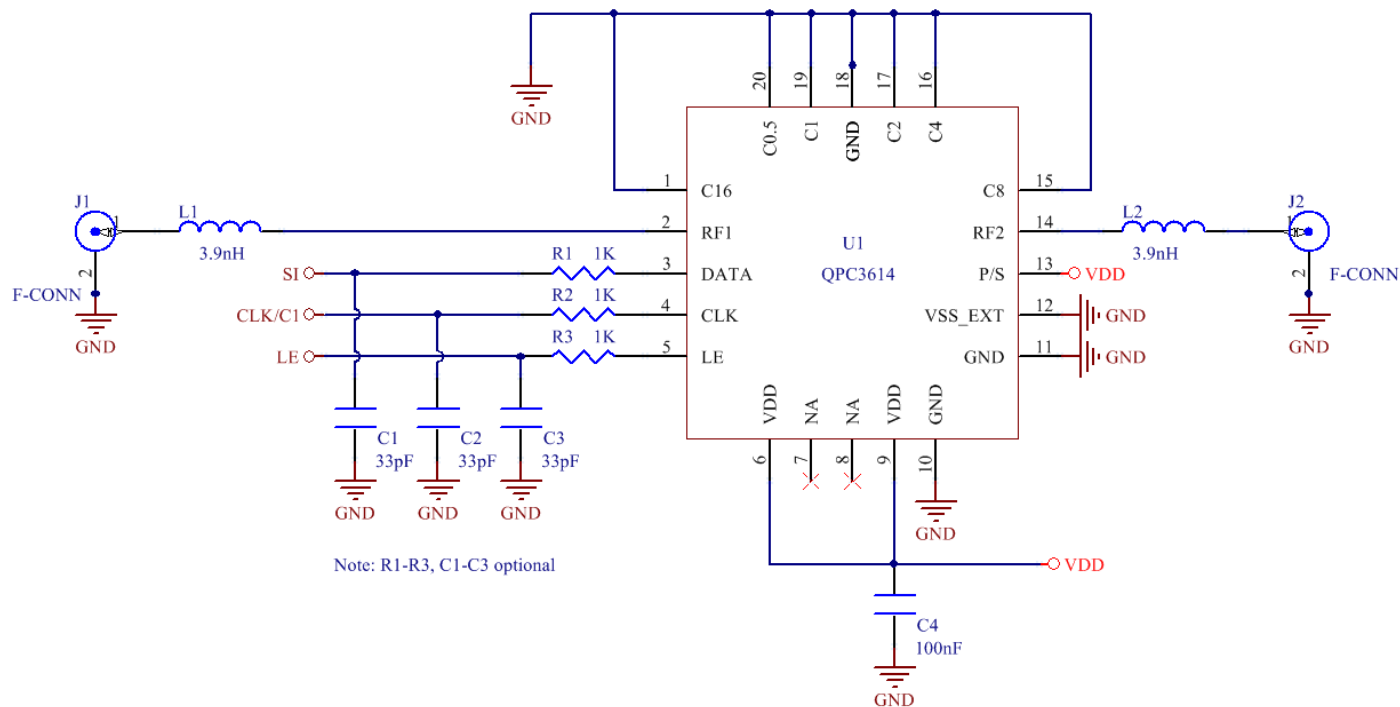 20
19
18
17
16
GND
C0.5
C1
GND
C2
C4
1
C16
C8
15
J1
1
L1
3.9nH
2
RF1
U1
QPC3614
RF2
14
L2
3.9nH
1
J2
2
F-CONN
GND
SI
R1 1K
3
DATA
P/S
13
VDD
2
F-CONN
GND
CLK/C1
R2 1K
4
CLK
VSS_EXT
12
GND
LE
R3 1K
5
LE
GND
11
GND
VDD
NA
NA
VDD
GND
6
7
8
9
10
C1
33pF
C2
33pF
C3
33pF
GND
GND
GND
GND
Note: R1-R3, C1-C3 optional
VDD
C4
100nF
GND